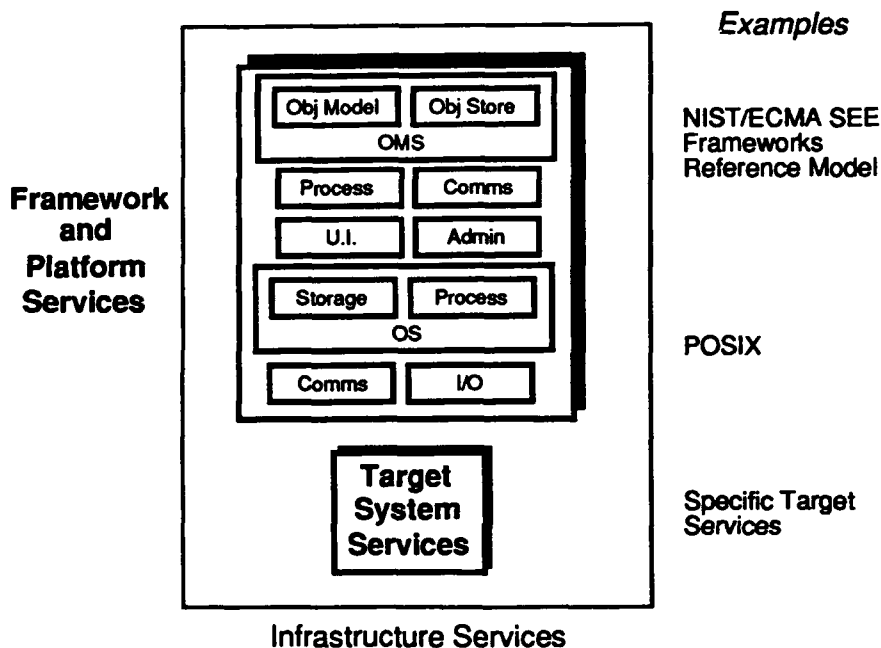 Examples
Obj Model
Obj Store
OMS
NIST/ECMA SEE
Frameworks
Reference Model
Process
Comms
U.I.
Admin
Framework
and
Platform
Services
Storage
Process
OS
POSIX
Comms
I/O
Target
System
Services
Specific Target
Services
Infrastructure Services